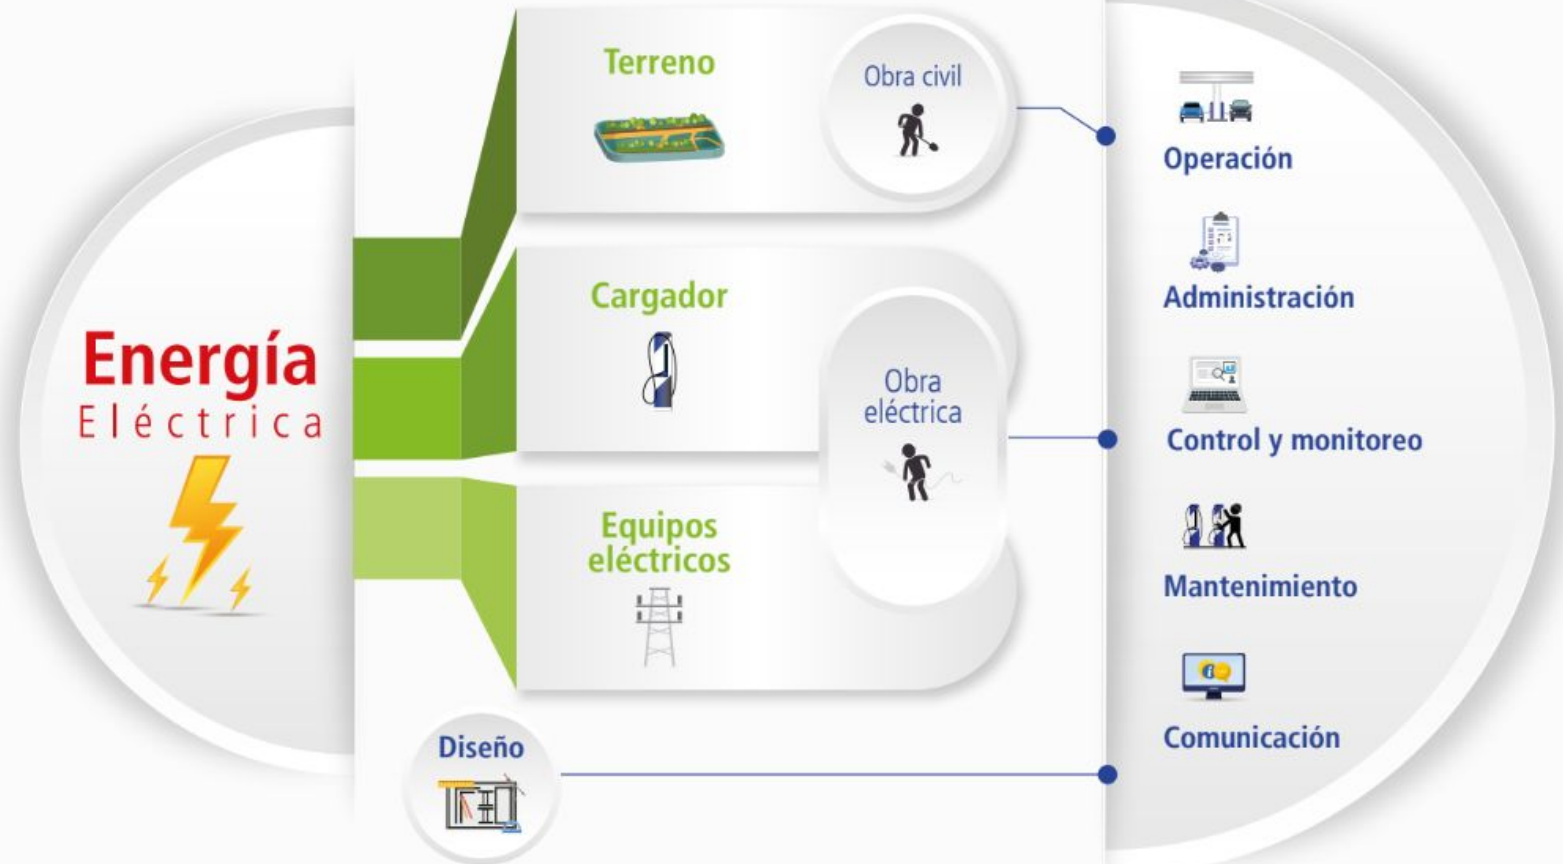 Energía
Eléctrica
Terreno
Obra civil
Cargador
Obra
eléctrica
Equipos
eléctricos
Diseño
Operación
Administración
Control y monitoreo
Mantenimiento
Comunicación